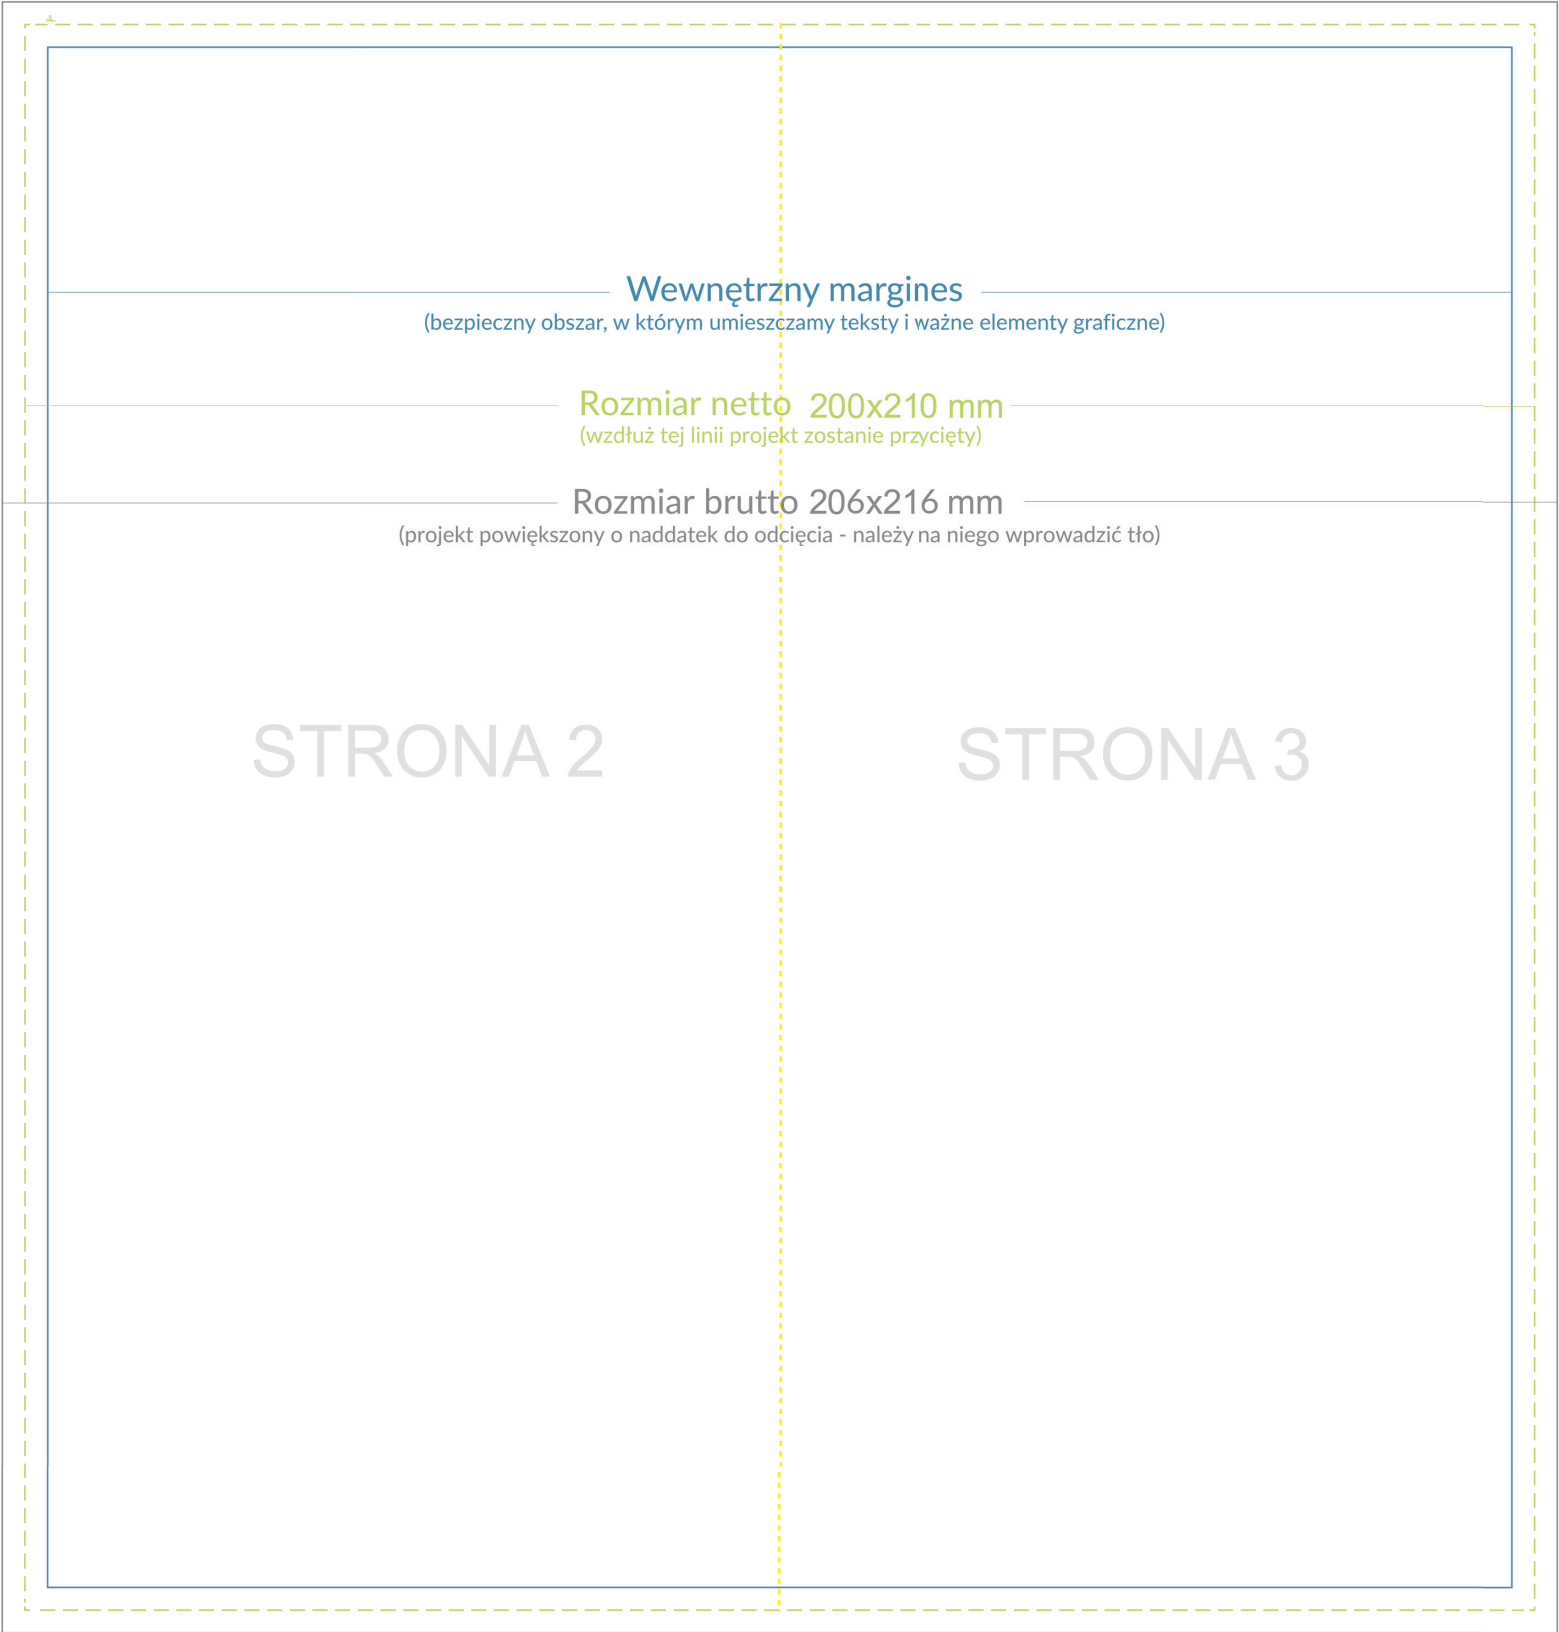 Wewnętrzny margines
(bezpieczny obszar, w którym umieszczamy teksty i ważne elementy graficzne)
Rozmiar netto 200x210 mm
(wzdłuż tej linii projekt zostanie przycięty)
Rozmiar brutto 206x216 mm
(projekt powiększony o naddatek do odcięcia - należy na niego wprowadzić tło)
STRONA 2
STRONA 3